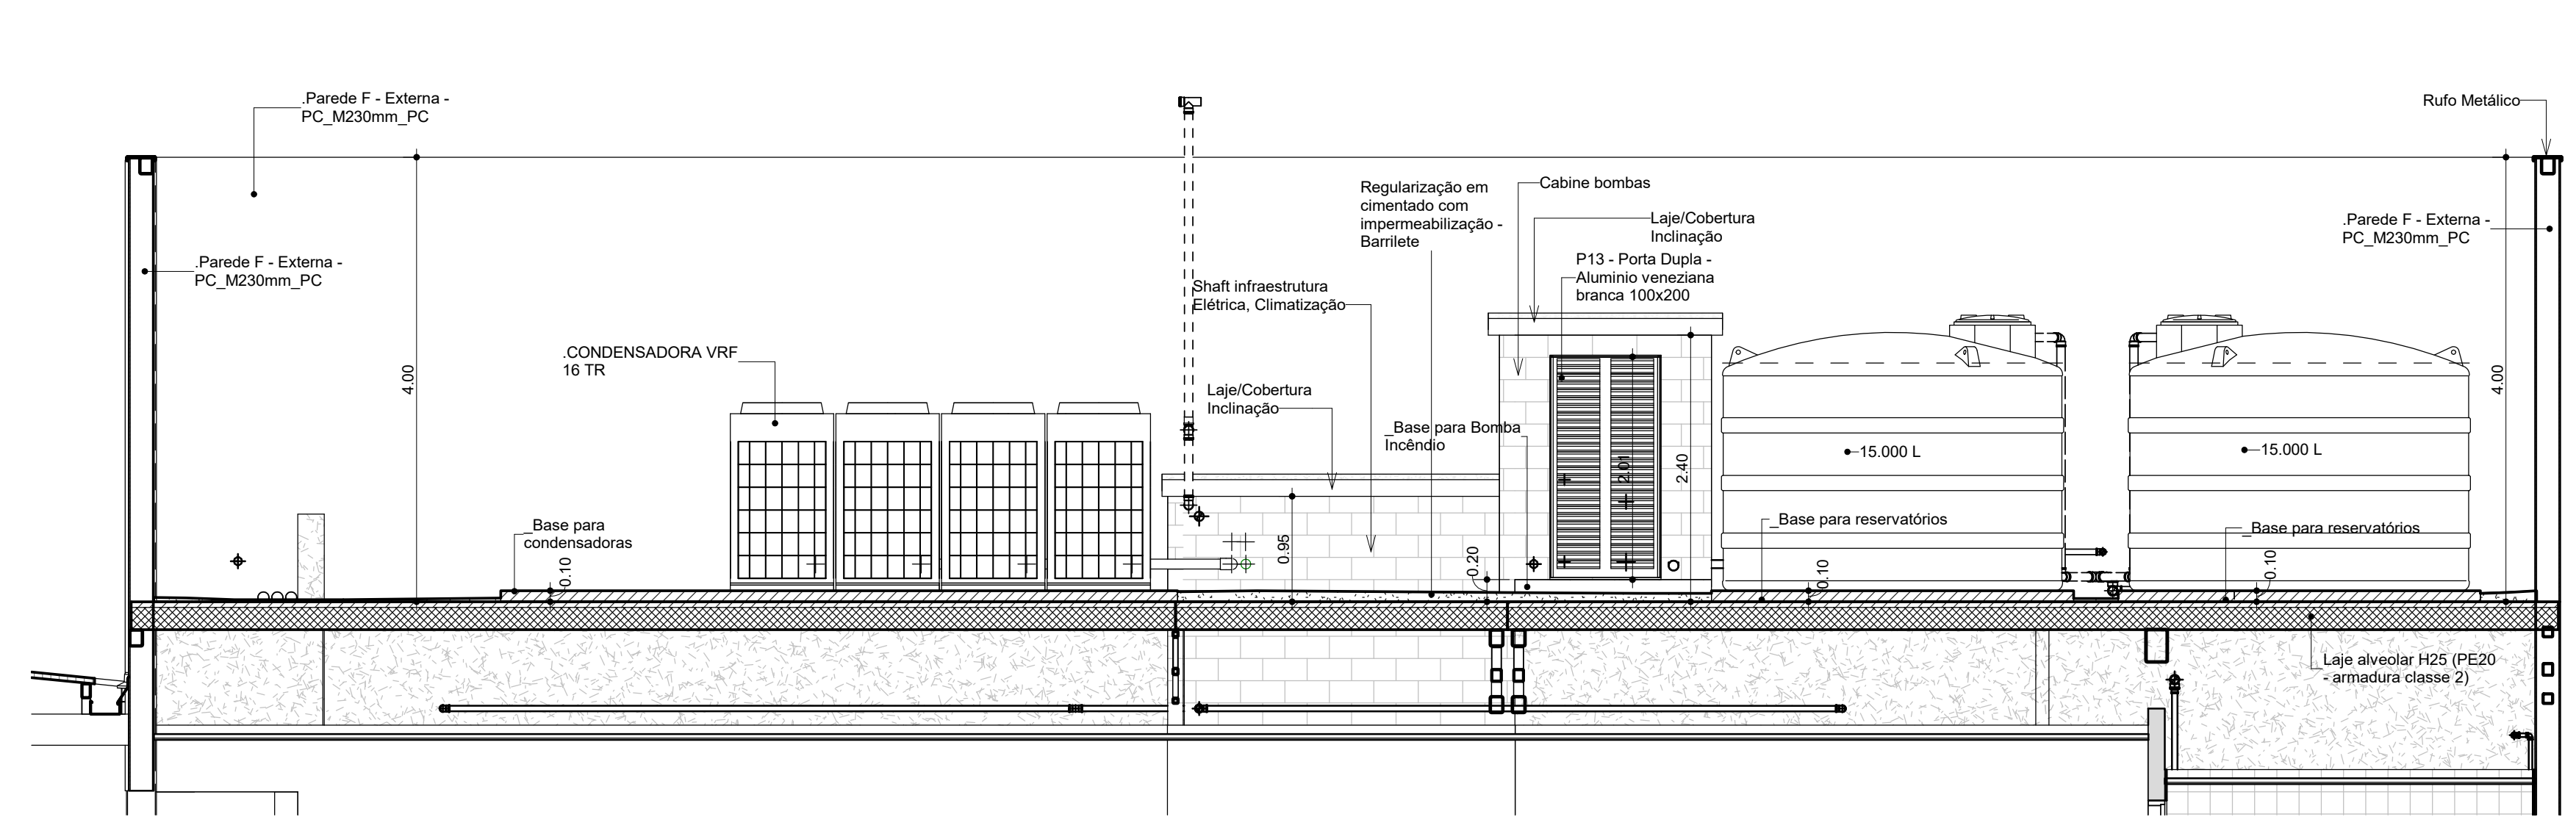 .Parede F - Externa -
PC_M230mm_PC
Rufo Metálico
Cabine bombas
Regularização em
cimentado com
impermeabilização -
Barrilete
Laje/Cobertura
Inclinação
.Parede F - Externa -
PC_M230mm_PC
.Parede F - Externa -
PC_M230mm_PC
P13 - Porta Dupla -
Aluminio veneziana
branca 100x200
Shaft infraestrutura
Elétrica, Climatização
.CONDENSADORA VRF
16 TR
4.00
4.00
Laje/Cobertura
Inclinação
_Base para Bomba
Incêndio
2.01
2.40
15.000 L
15.000 L
_Base para
condensadoras
_Base para reservatórios
_Base para reservatórios
0.10
0.95
0.20
0.10
0.10
Laje alveolar H25 (PE20
- armadura classe 2)